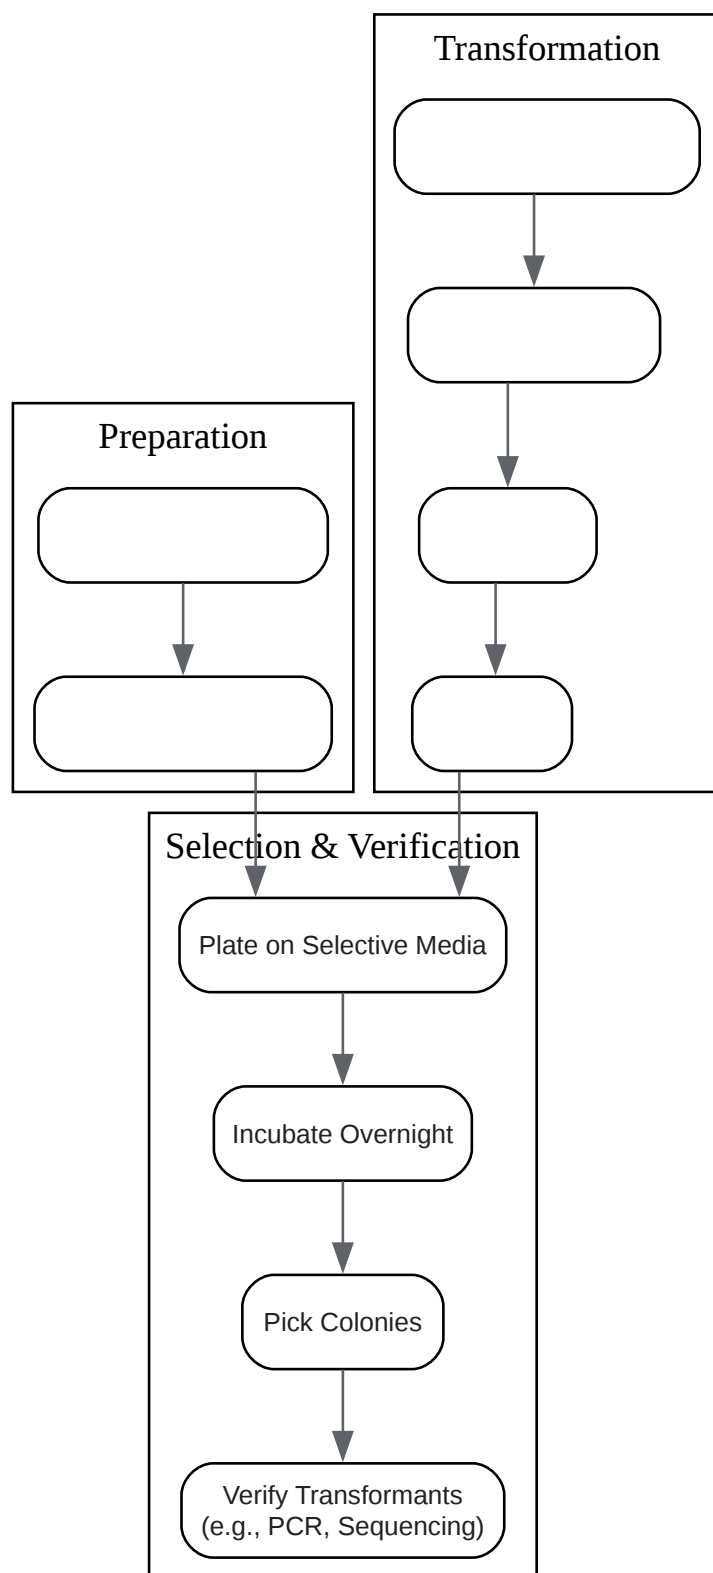 Transformation
Preparation
Selection & Verification
Plate on Selective Media
Incubate Overnight
Pick Colonies
Verify Transformants
(e.g., PCR, Sequencing)